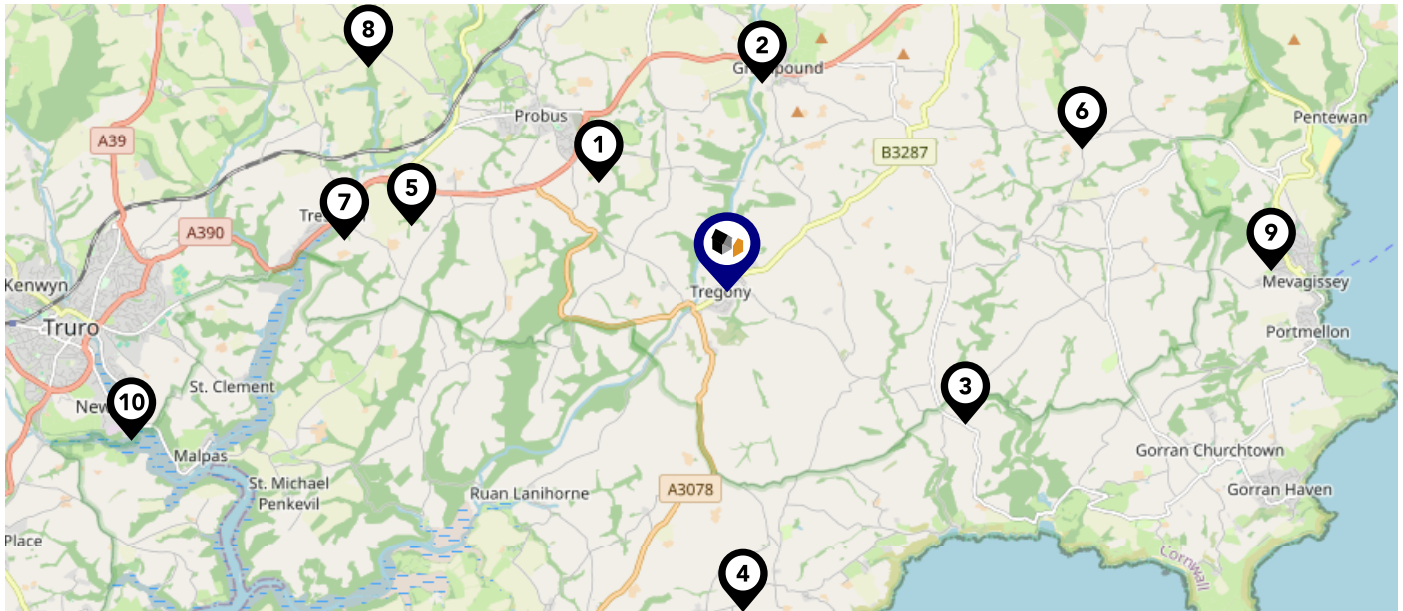 8
2
Probus
A39
1
6
Pentewan
B3287
5
7
A390
9
Kenwyn
Tregony
Mevagissey
Truro
Portmellon
St. Clement
3
10
Malpas
Gorran Churchtown
St. Michael
Penkevil
Ruan Lanihorne
A3078
Gorran Haven
Place
Cornwall
4